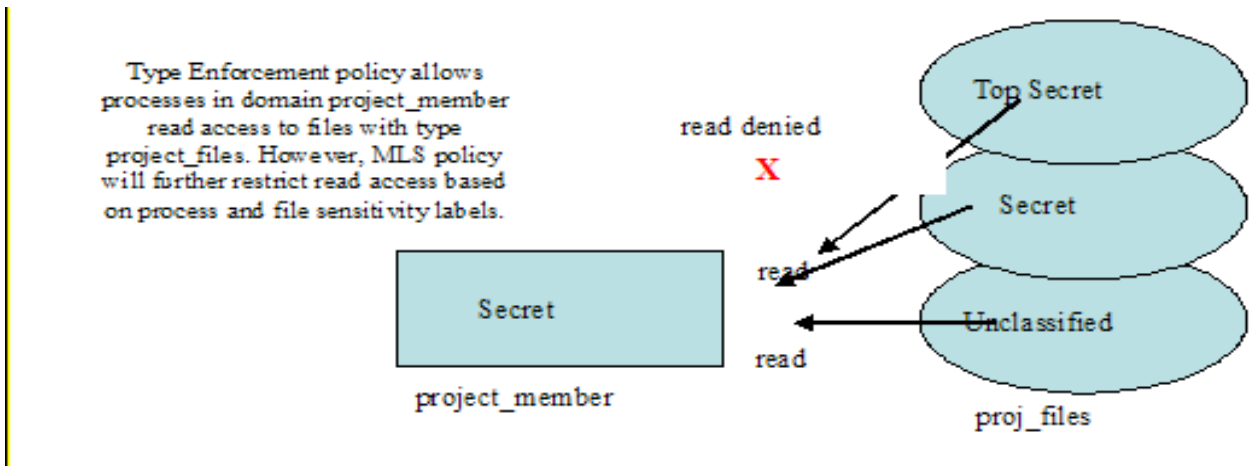 Type Enforcement policy allows
processes in domain project_member
read access to files with type
project_files. However, MLS policy
will further restrict read access based
on process and file sensitivity labels.
read denied
X
Top Secret
Secret
read
Secret
Unclassified
read
project_member
proj_files